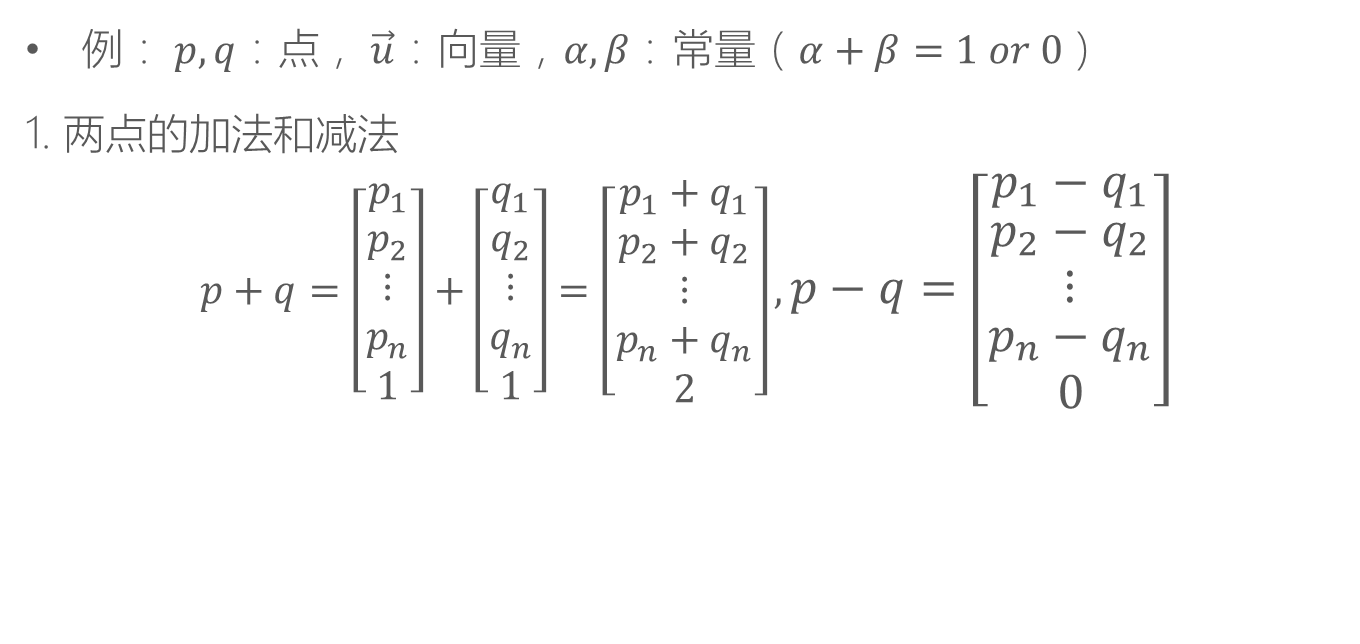 • 例：p,q：点，u⃗：向量，α,β：常量（α + β = 1 or 0）
1. 两点的加法和减法
p + q = [p₁ p₂ ⋮ pₙ 1] + [q₁ q₂ ⋮ qₙ 1] = [p₁ + q₁ p₂ + q₂ ⋮ pₙ + qₙ 2], p − q = [p₁ − q₁ p₂ − q₂ ⋮ pₙ − qₙ 0]